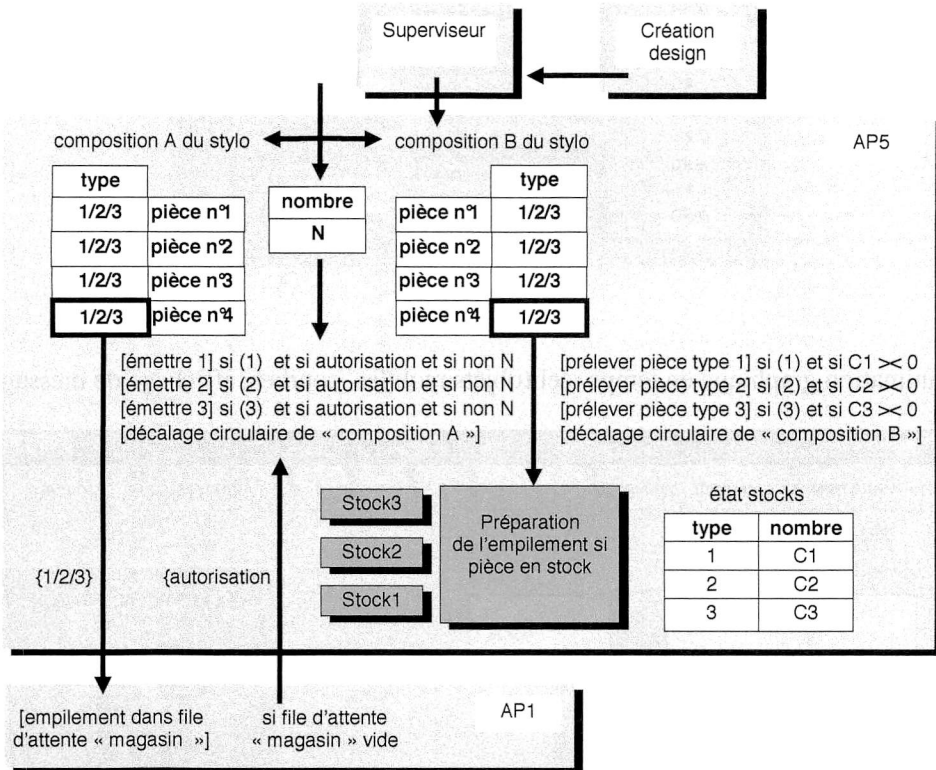 Superviseur
Création
design
composition A du stylo
composition B du stylo
AP5
type
1/2/3 pièce n°1
1/2/3 pièce n°2
1/2/3 pièce n°3
1/2/3 pièce n°4
nombre
N
type
pièce n°1 1/2/3
pièce n°2 1/2/3
pièce n°3 1/2/3
pièce n°4 1/2/3
[émettre 1] si (1) et si autorisation et si non N
[émettre 2] si (2) et si autorisation et si non N
[émettre 3] si (3) et si autorisation et si non N
[décalage circulaire de « composition A »]
[prélever pièce type 1] si (1) et si C1 >< 0
[prélever pièce type 2] si (2) et si C2 >< 0
[prélever pièce type 3] si (3) et si C3 >< 0
[décalage circulaire de « composition B »]
Stock3
Stock2
Stock1
Préparation
de l'empilement si
pièce en stock
état stocks
type nombre
1 C1
2 C2
3 C3
{1/2/3}
{autorisation
[empilement dans file
d'attente « magasin »]
si file d'attente
« magasin » vide
AP1